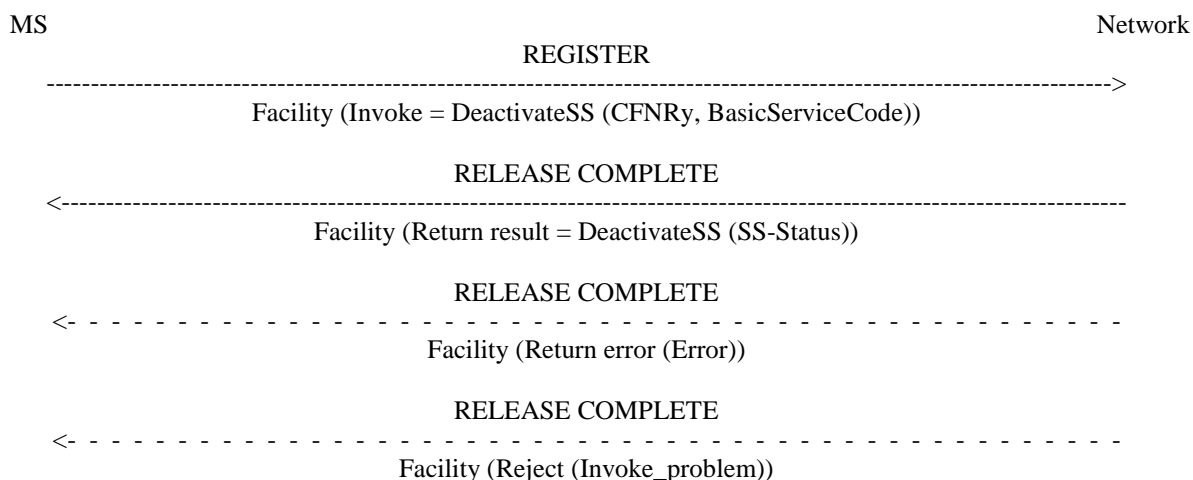 MS Network
REGISTER
Facility (Invoke = DeactivateSS (CFNRy, BasicServiceCode))
RELEASE COMPLETE
Facility (Return result = DeactivateSS (SS-Status))
RELEASE COMPLETE
Facility (Return error (Error))
RELEASE COMPLETE
Facility (Reject (Invoke_problem))